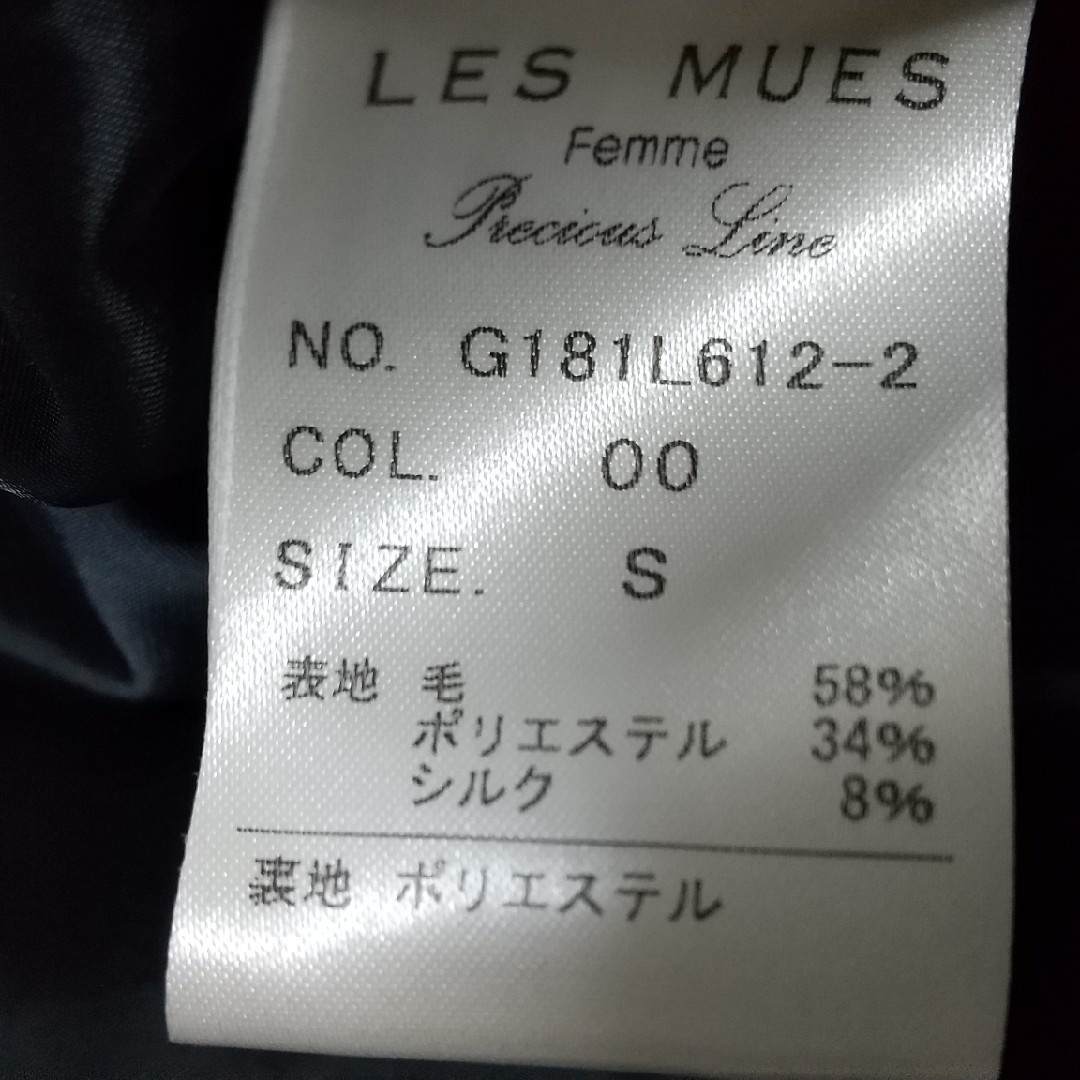 LES MUES
Femme
Precious Line
NO. G181L612-2
COL. 00
SIZE. S
表地 毛 58%
ポリエステル 34%
シルク 8%
裏地 ポリエステル